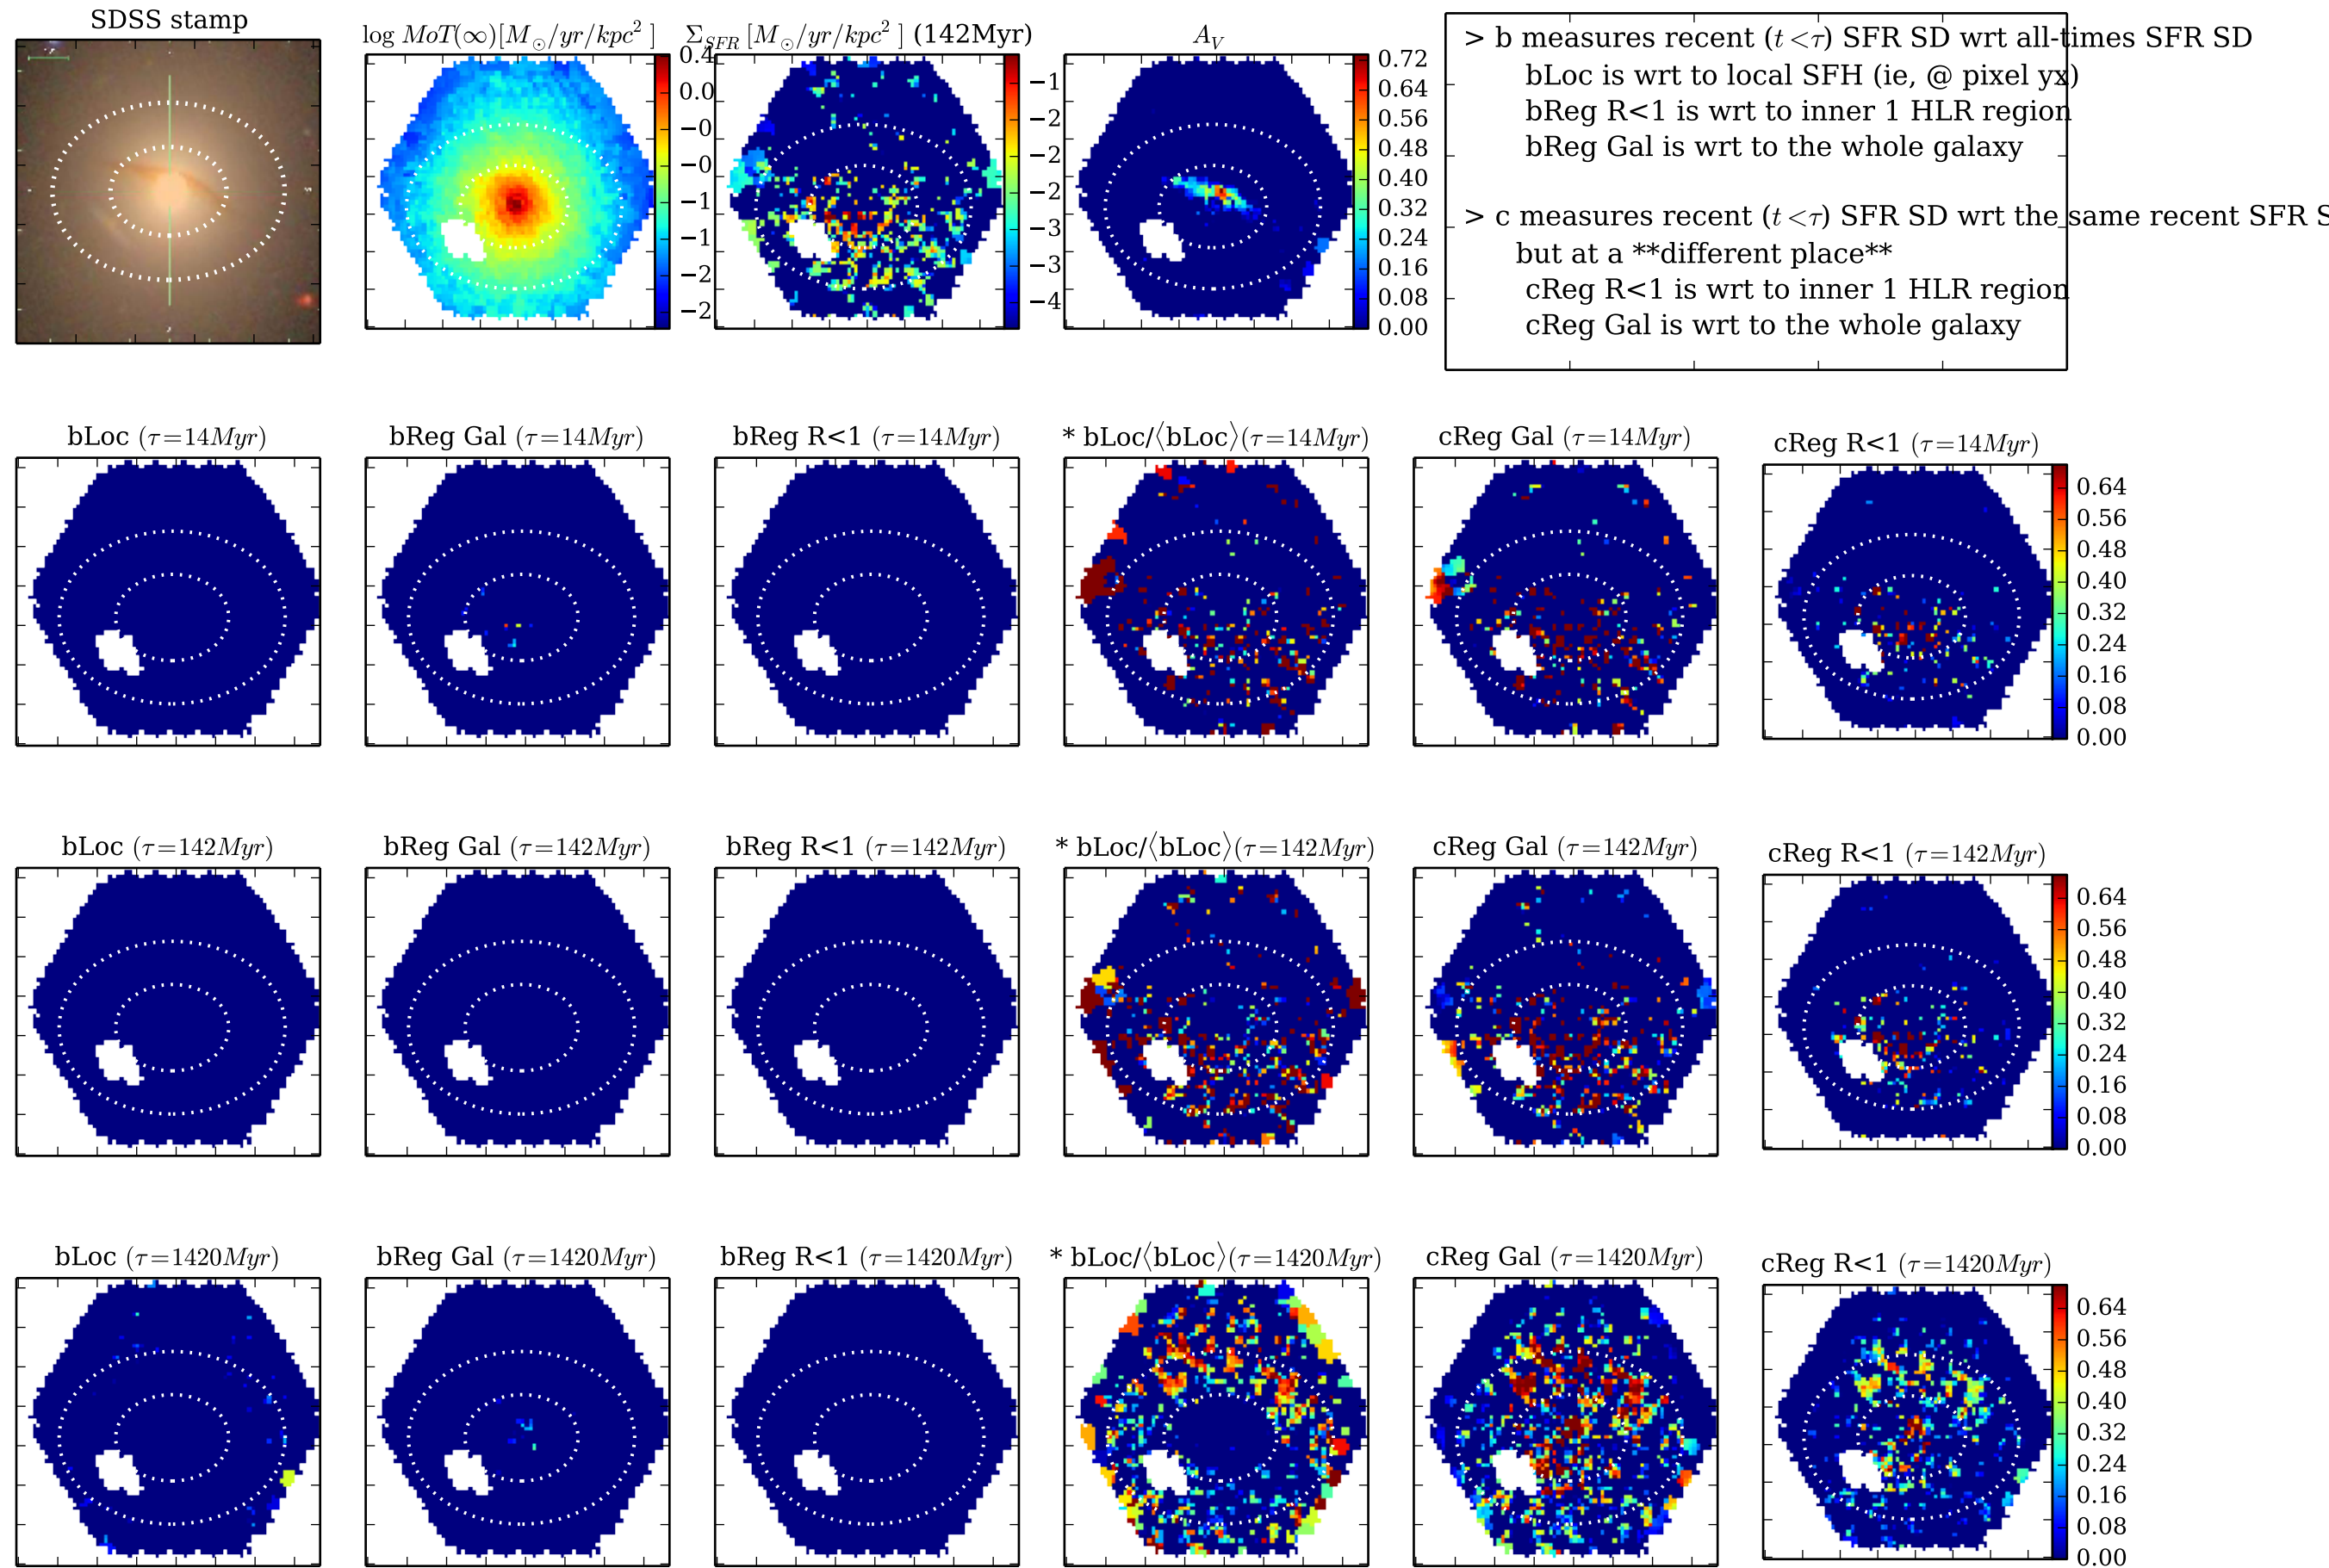 SDSS stamp
log MoT(∞)[M⊙/yr/kpc² ]
Σ_SFR [M⊙/yr/kpc² ] (142Myr)
A_V
0.4
0.0
−0
−0
−1
−1
−2
−2
−1
−2
−2
−2
−3
−3
−4
0.72
0.64
0.56
0.48
0.40
0.32
0.24
0.16
0.08
0.00
> b measures recent (t<τ) SFR SD wrt all-times SFR SD
bLoc is wrt to local SFH (ie, @ pixel yx)
bReg R<1 is wrt to inner 1 HLR region
bReg Gal is wrt to the whole galaxy
> c measures recent (t<τ) SFR SD wrt the same recent SFR S
but at a **different place**
cReg R<1 is wrt to inner 1 HLR region
cReg Gal is wrt to the whole galaxy
bLoc (τ=14Myr)
bReg Gal (τ=14Myr)
bReg R<1 (τ=14Myr)
* bLoc/⟨bLoc⟩(τ=14Myr)
cReg Gal (τ=14Myr)
cReg R<1 (τ=14Myr)
0.64
0.56
0.48
0.40
0.32
0.24
0.16
0.08
0.00
bLoc (τ=142Myr)
bReg Gal (τ=142Myr)
bReg R<1 (τ=142Myr)
* bLoc/⟨bLoc⟩(τ=142Myr)
cReg Gal (τ=142Myr)
cReg R<1 (τ=142Myr)
0.64
0.56
0.48
0.40
0.32
0.24
0.16
0.08
0.00
bLoc (τ=1420Myr)
bReg Gal (τ=1420Myr)
bReg R<1 (τ=1420Myr)
* bLoc/⟨bLoc⟩(τ=1420Myr)
cReg Gal (τ=1420Myr)
cReg R<1 (τ=1420Myr)
0.64
0.56
0.48
0.40
0.32
0.24
0.16
0.08
0.00